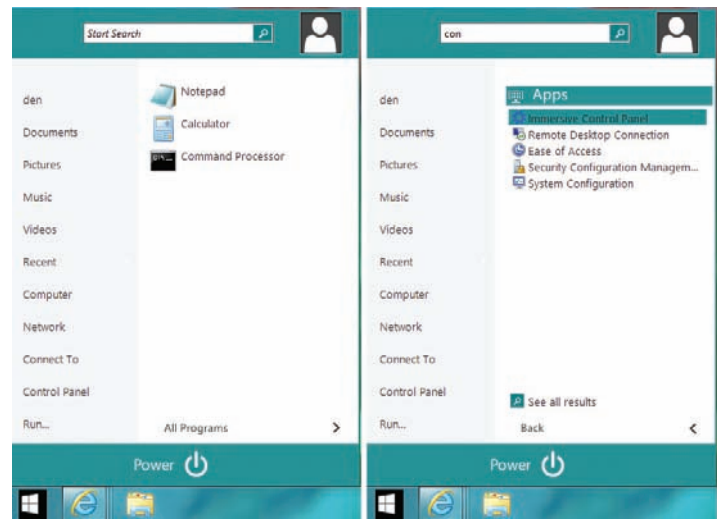 Start Search
den
Documents
Pictures
Music
Videos
Recent
Computer
Network
Connect To
Control Panel
Run...
Notepad
Calculator
Command Processor
All Programs
Power
con
den
Documents
Pictures
Music
Videos
Recent
Computer
Network
Connect To
Control Panel
Run...
Apps
Immersive Control Panel
Remote Desktop Connection
Ease of Access
Security Configuration Managem...
System Configuration
See all results
Back
Power